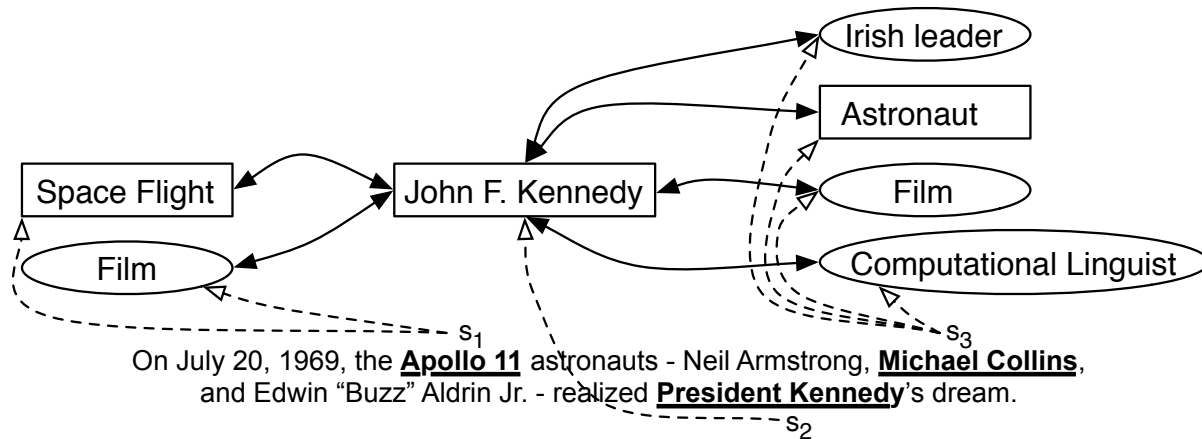 Irish leader
Astronaut
Space Flight
John F. Kennedy
Film
Film
Computational Linguist
s1
s3
On July 20, 1969, the Apollo 11 astronauts - Neil Armstrong, Michael Collins,
and Edwin “Buzz” Aldrin Jr. - realized President Kennedy’s dream.
s2